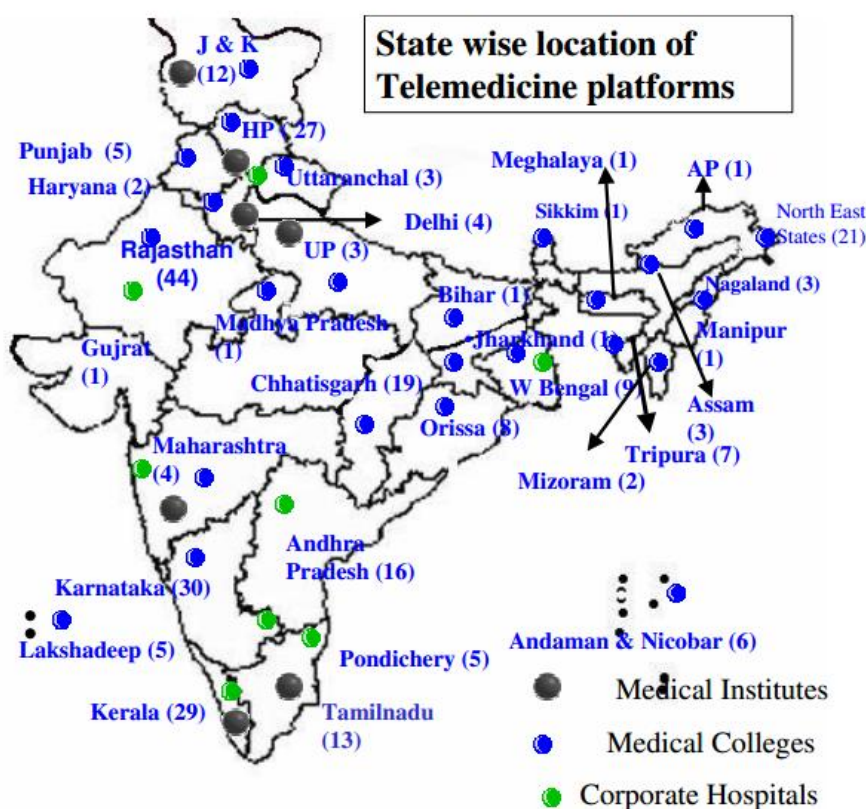 State wise location of
Telemedicine platforms
J & K
(12)
HP (27)
Punjab (5)
Haryana (2)
Uttaranchal (3)
Meghalaya (1)
AP (1)
Delhi (4)
Sikkim (1)
North East
States (21)
Rajasthan
(44)
UP (3)
Bihar (1)
Nagaland (3)
Madhya Pradesh
(1)
Jharkhand (1)
Manipur
(1)
Gujrat
(1)
Chhatisgarh (19)
W Bengal (9)
Assam
(3)
Orissa (8)
Tripura (7)
Mizoram (2)
Maharashtra
(4)
Andhra
Pradesh (16)
Karnataka (30)
Lakshadeep (5)
Pondichery (5)
Andaman & Nicobar (6)
Kerala (29)
Tamilnadu
(13)
Medical Institutes
Medical Colleges
Corporate Hospitals